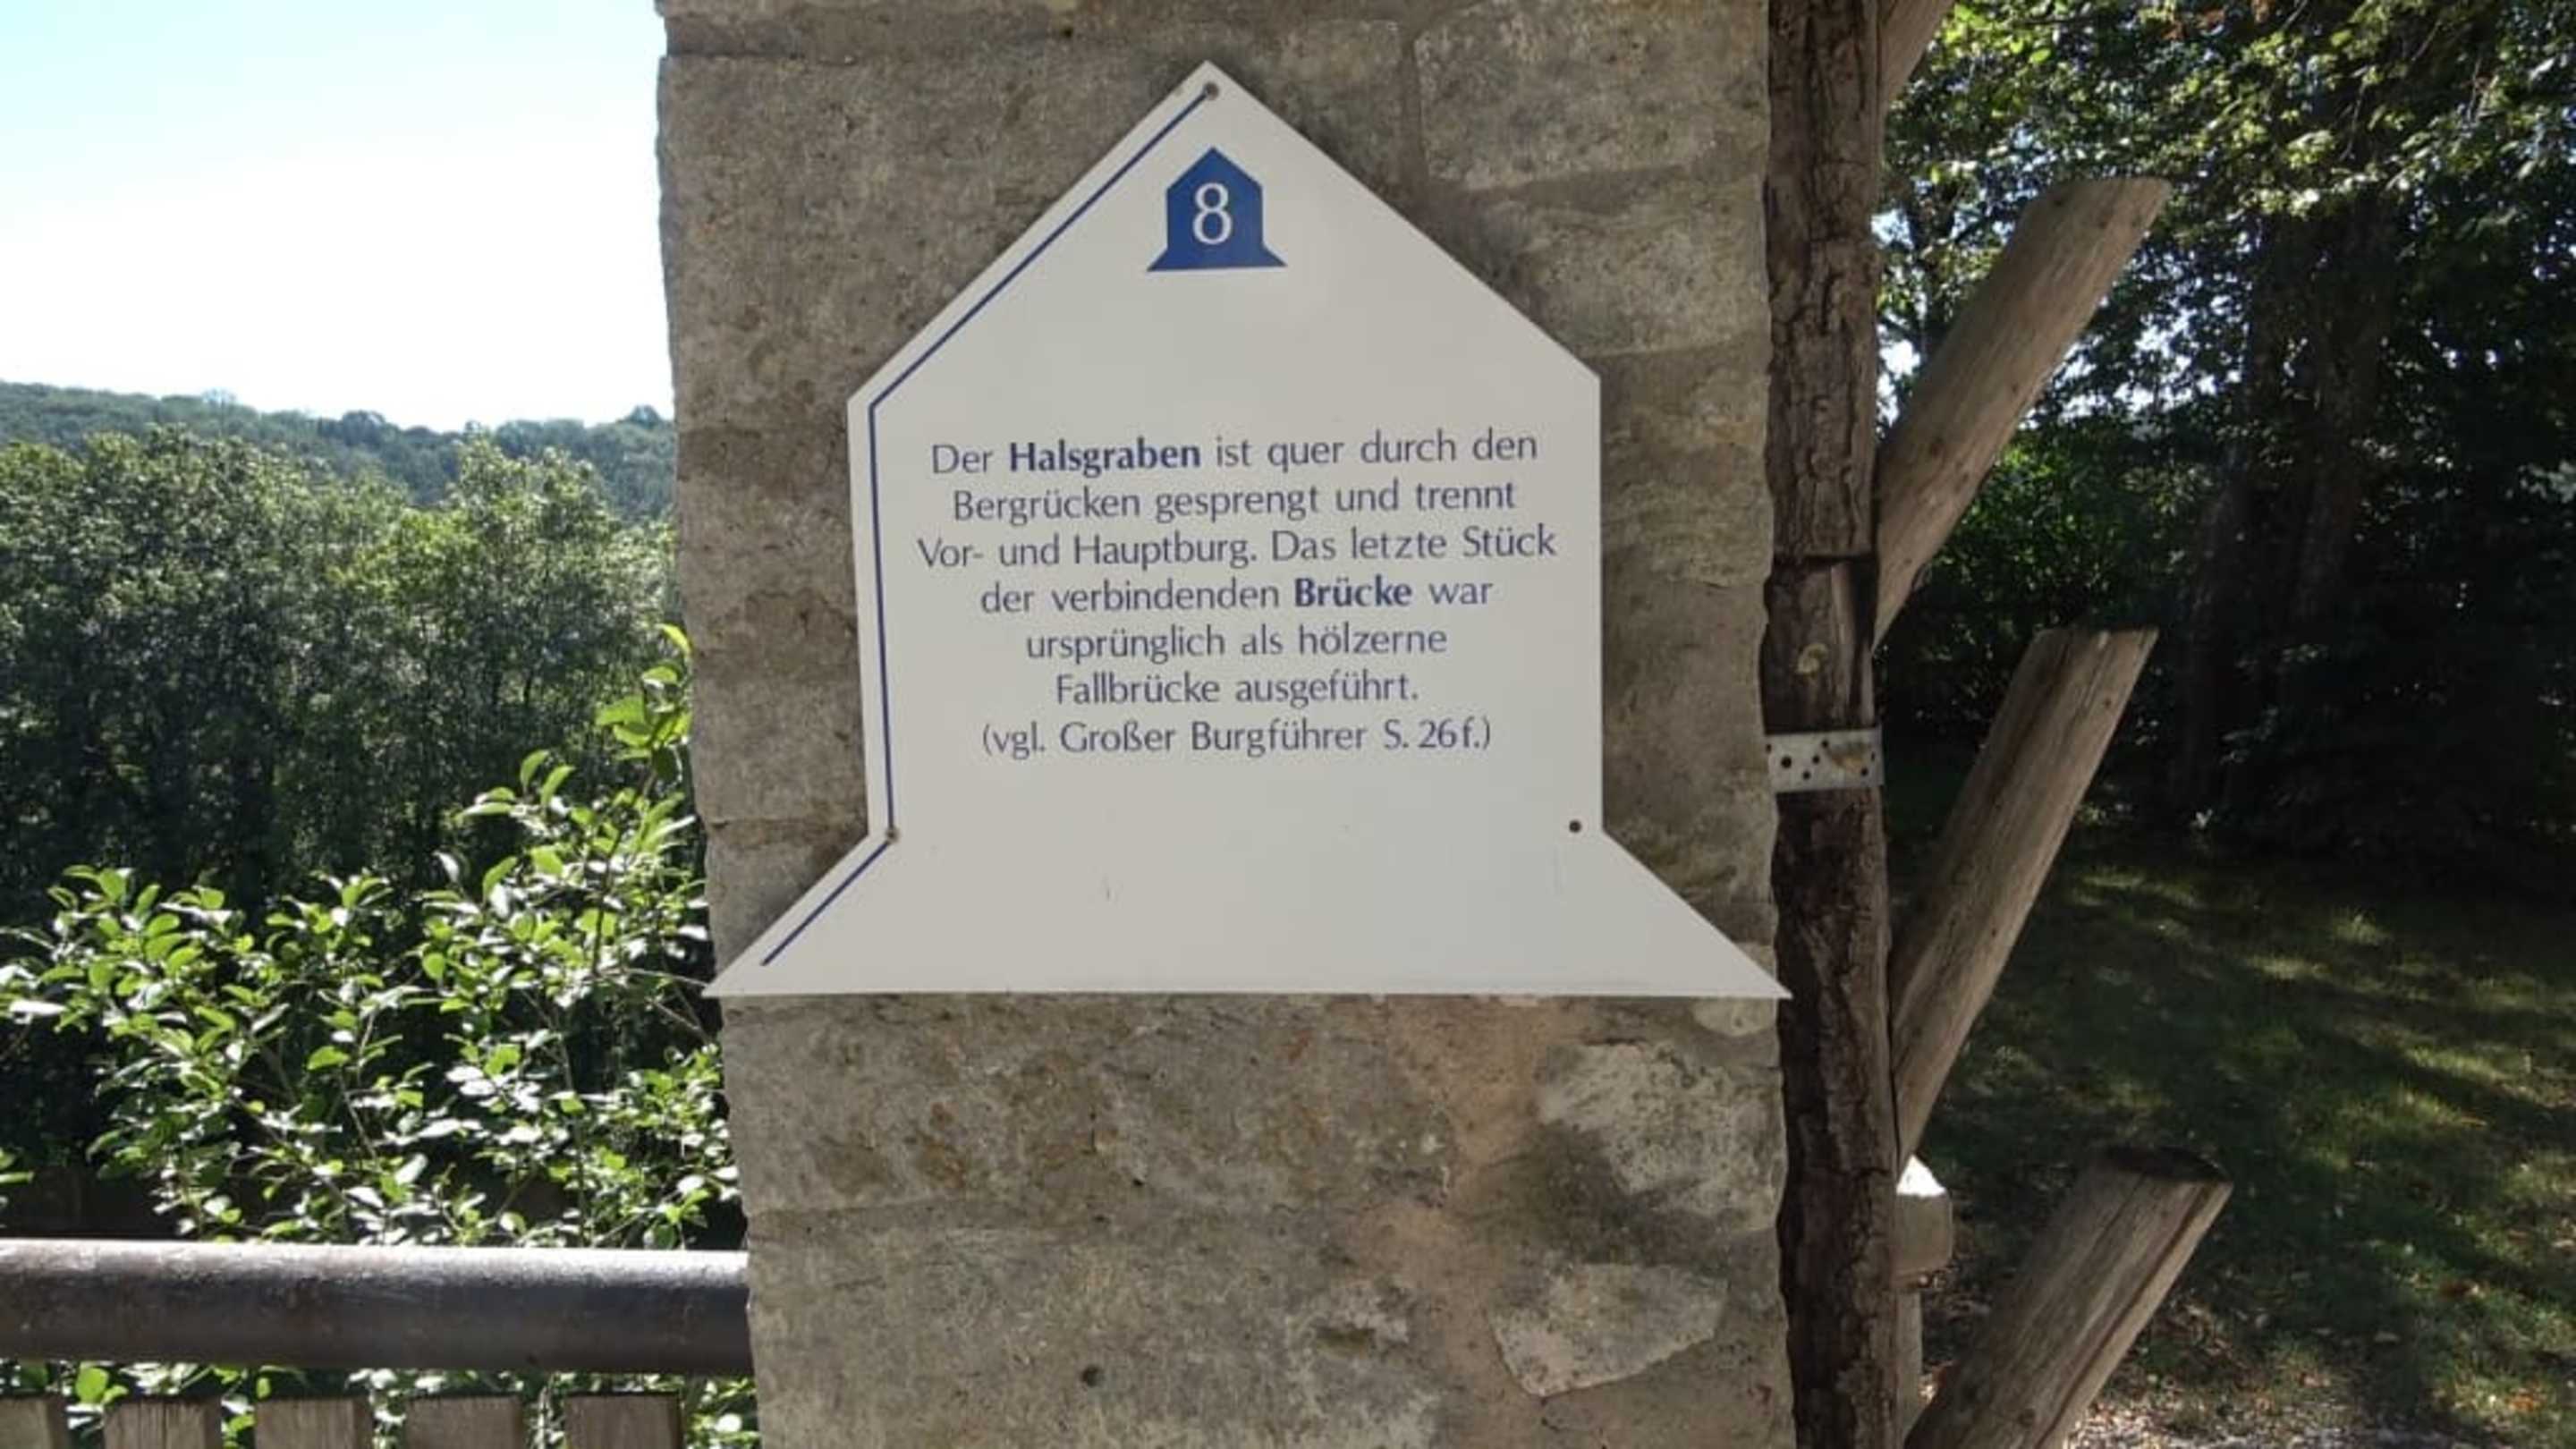 8
Der Halsgraben ist quer durch den
Bergrücken gesprengt und trennt
Vor- und Hauptburg. Das letzte Stück
der verbindenden Brücke war
ursprünglich als hölzerne
Fallbrücke ausgeführt.
(vgl. Großer Burgführer S. 26 f.)